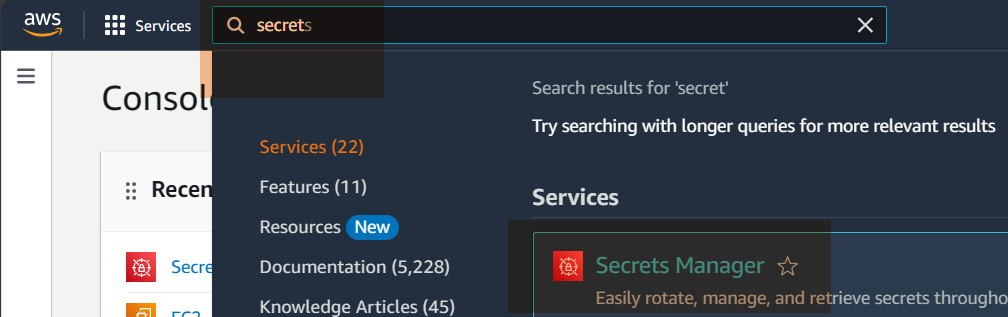 aws
Services
secrets
Consol
Search results for 'secret'
Try searching with longer queries for more relevant results
Services (22)
Features (11)
Resources New
Documentation (5,228)
Knowledge Articles (45)
Recen
Secre
EC2
Services
Secrets Manager
Easily rotate, manage, and retrieve secrets througho